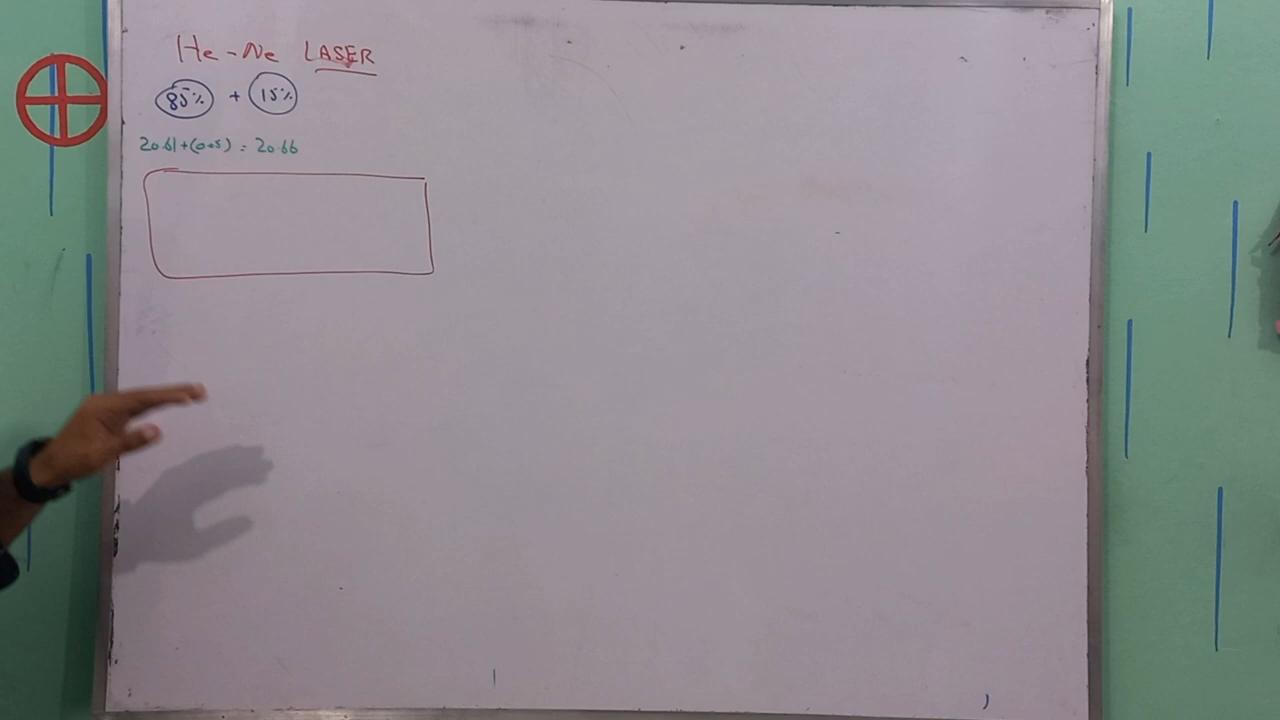 He-Ne LASER
85% + 15%
20.61+(0.05) = 20.66